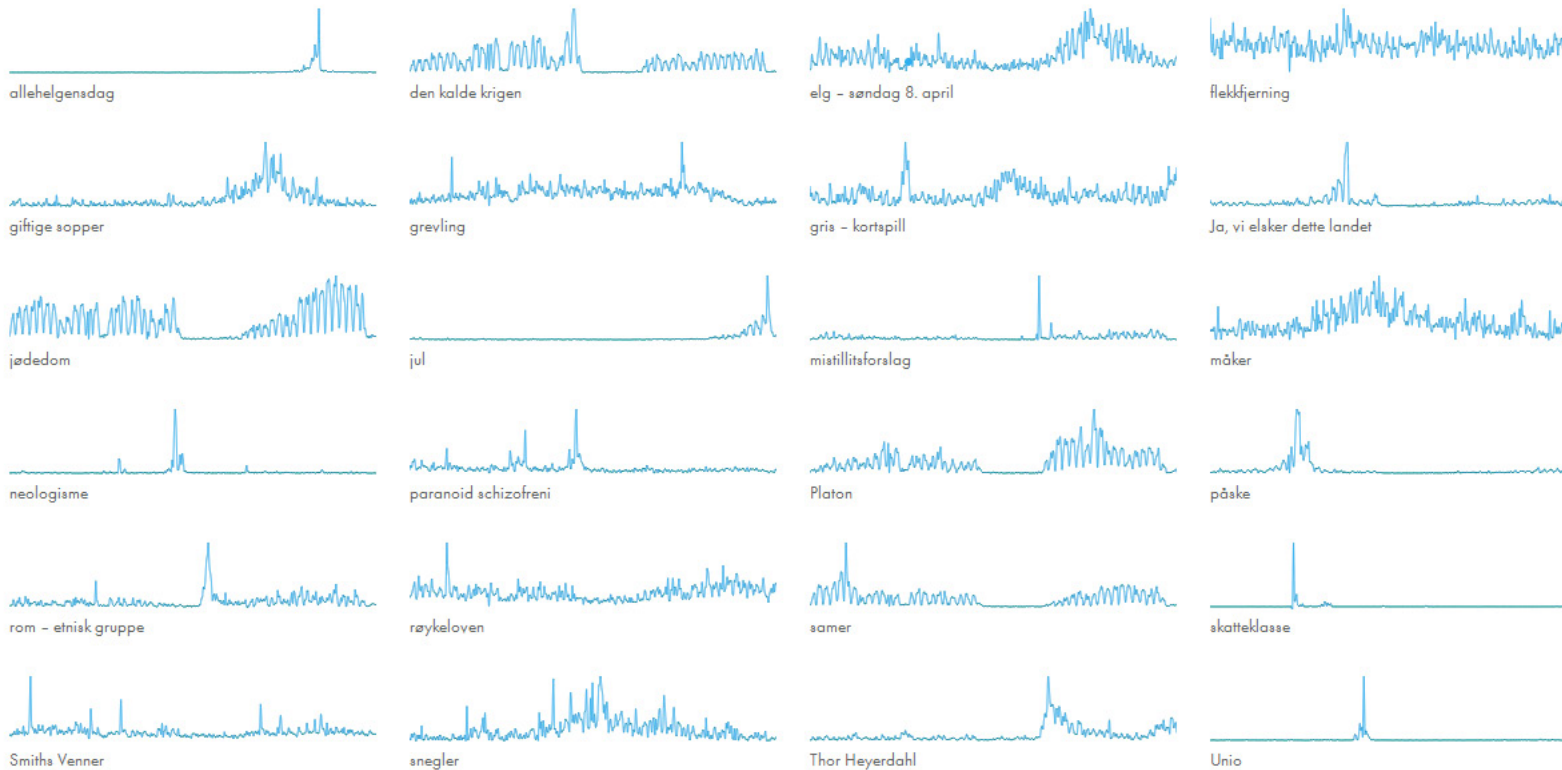 allehelgensdag
den kalde krigen
elg – søndag 8. april
flekkfjerning
giftige sopper
grevling
gris – kortspill
Ja, vi elsker dette landet
jødedom
jul
mistillitsforslag
måker
neologisme
paranoid schizofreni
Platon
påske
rom – etnisk gruppe
røykeloven
samer
skatteklasse
Smiths Venner
snegler
Thor Heyerdahl
Unio